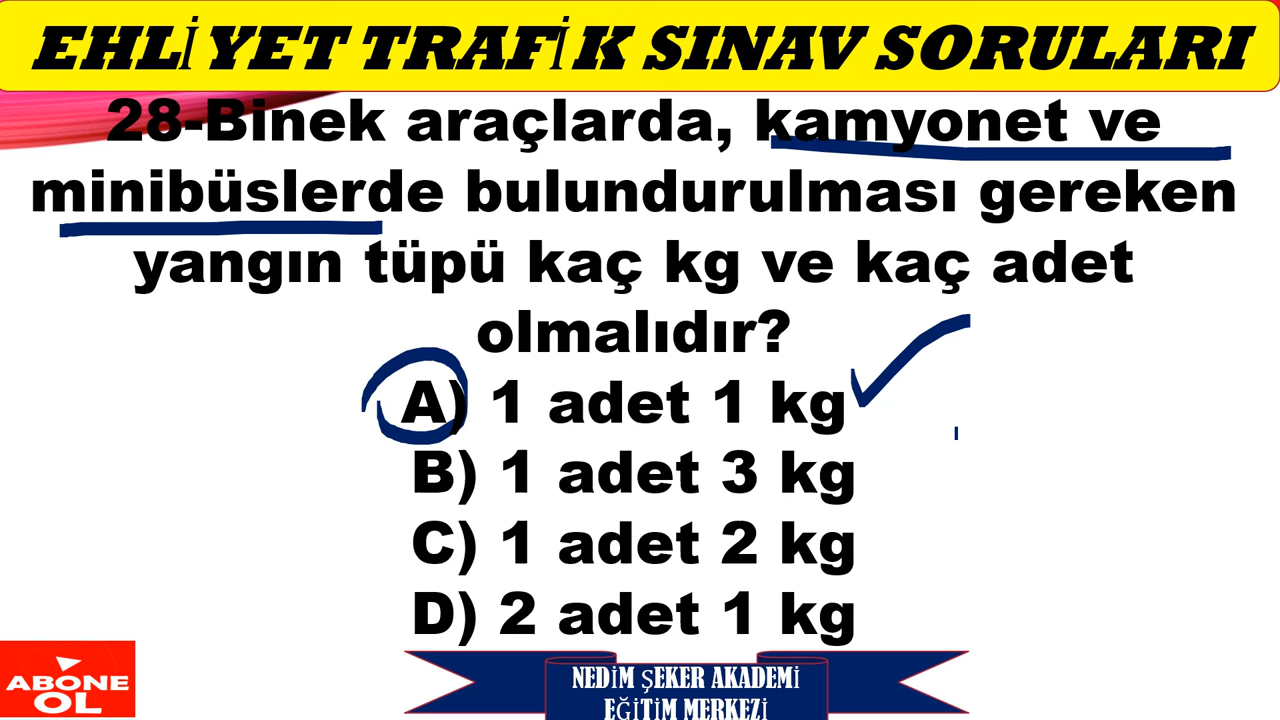 EHLİYET TRAFİK SINAV SORULARI
28-Binek araçlarda, kamyonet ve
minibüslerde bulundurulması gereken
yangın tüpü kaç kg ve kaç adet
olmalıdır?
A) 1 adet 1 kg
B) 1 adet 3 kg
C) 1 adet 2 kg
D) 2 adet 1 kg
ABONE
OL
NEDİM ŞEKER AKADEMİ
EĞİTİM MERKEZİ